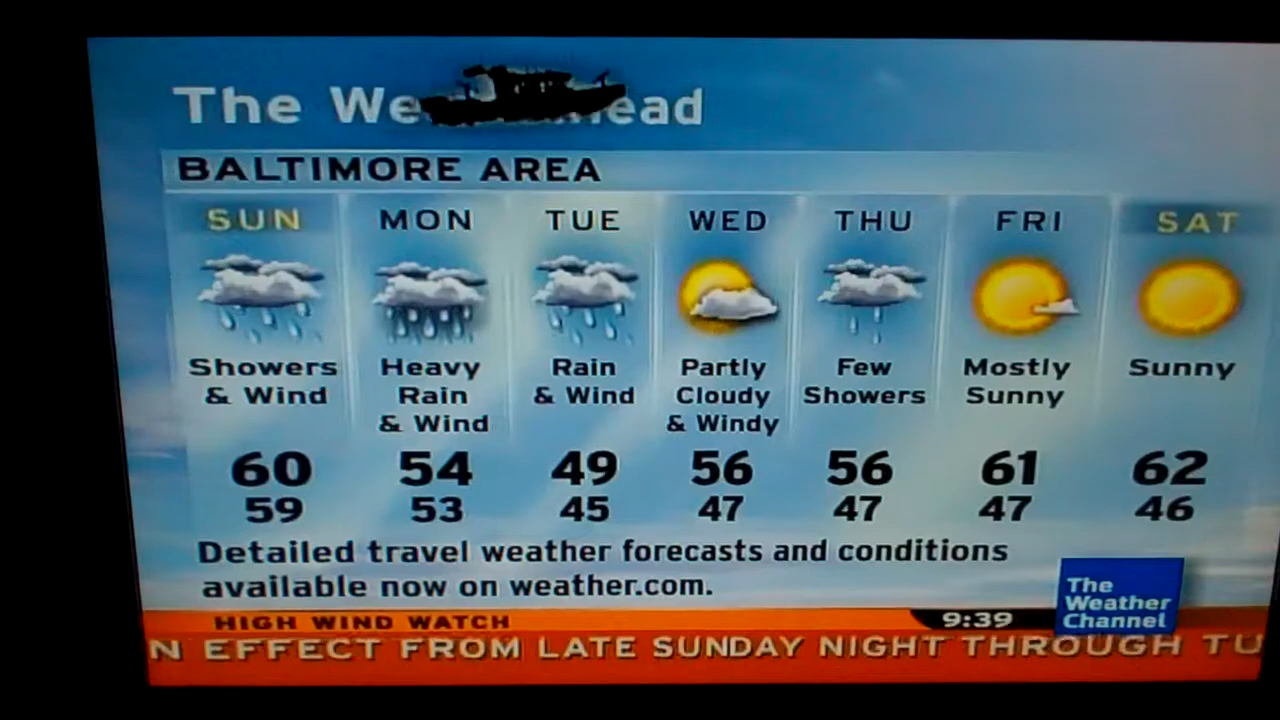 The We ead
BALTIMORE AREA
SUN MON TUE WED THU FRI SAT
Showers & Wind
Heavy Rain & Wind
Rain & Wind
Partly Cloudy & Windy
Few Showers
Mostly Sunny
Sunny
60 54 49 56 56 61 62
59 53 45 47 47 47 46
Detailed travel weather forecasts and conditions
available now on weather.com.
The
Weather
Channel
HIGH WIND WATCH 9:39
N EFFECT FROM LATE SUNDAY NIGHT THROUGH TU